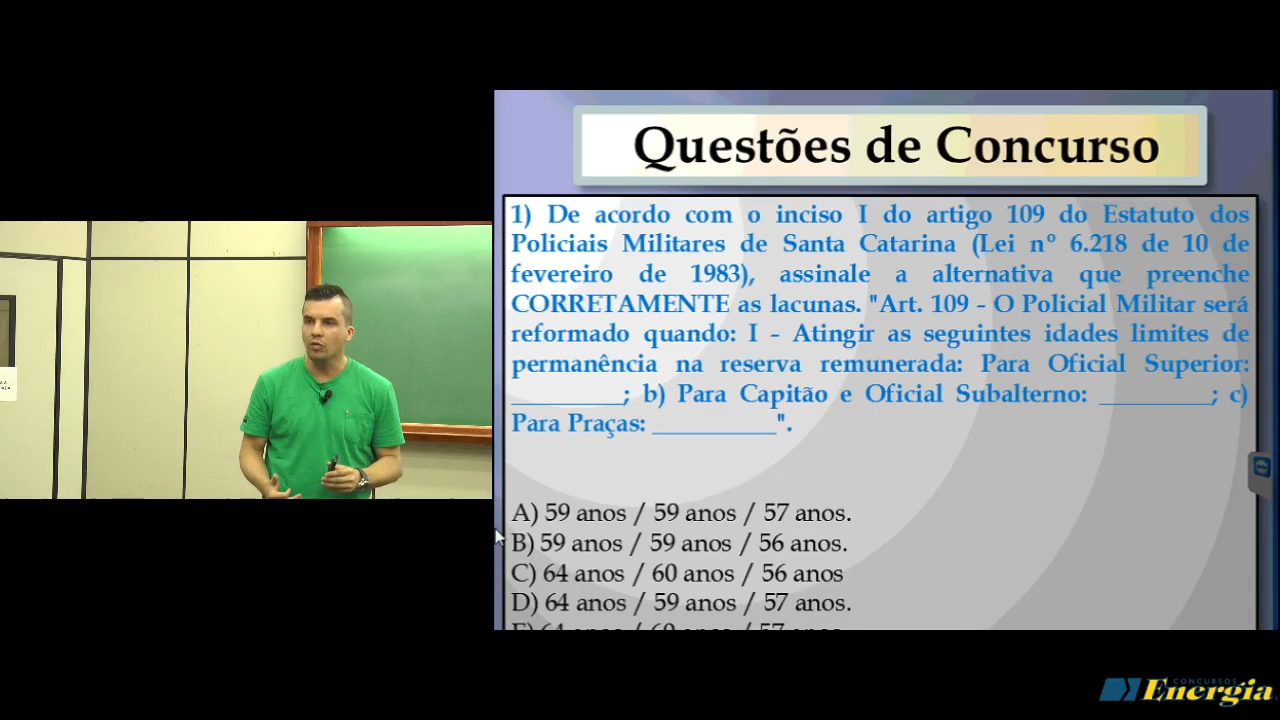 Questões de Concurso
1) De acordo com o inciso I do artigo 109 do Estatuto dos
Policiais Militares de Santa Catarina (Lei nº 6.218 de 10 de
fevereiro de 1983), assinale a alternativa que preenche
CORRETAMENTE as lacunas. "Art. 109 - O Policial Militar será
reformado quando: I - Atingir as seguintes idades limites de
permanência na reserva remunerada: Para Oficial Superior:
_________; b) Para Capitão e Oficial Subalterno: _________; c)
Para Praças: __________".
A) 59 anos / 59 anos / 57 anos.
B) 59 anos / 59 anos / 56 anos.
C) 64 anos / 60 anos / 56 anos
D) 64 anos / 59 anos / 57 anos.
CONCURSOS
Energia